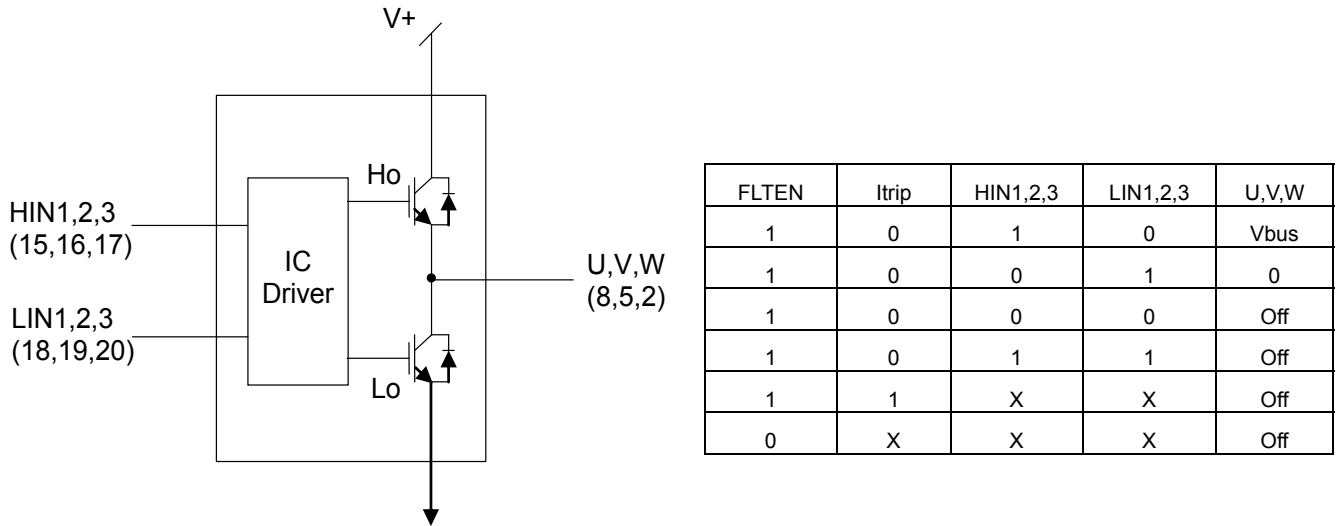 V+
Ho
HIN1,2,3
(15,16,17)
IC
Driver
U,V,W
(8,5,2)
LIN1,2,3
(18,19,20)
Lo
FLTEN Itrip HIN1,2,3 LIN1,2,3 U,V,W
1 0 1 0 Vbus
1 0 0 1 0
1 0 0 0 Off
1 0 1 1 Off
1 1 X X Off
0 X X X Off